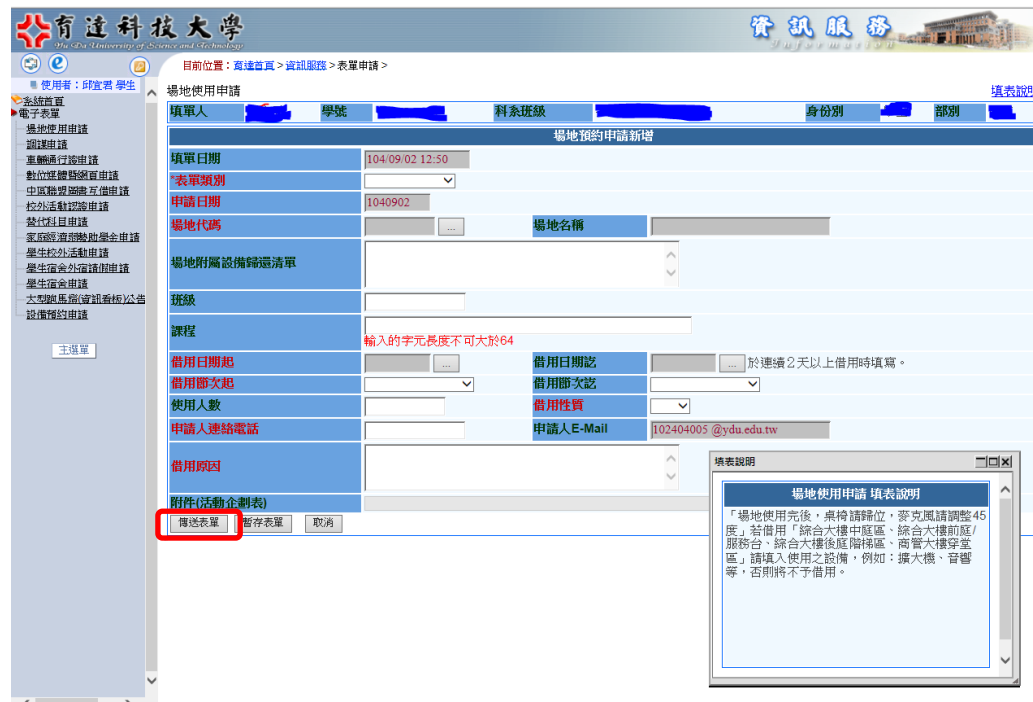 育達科技大學
Yu Da University of Science and Technology
資訊服務
Information
目前位置：育達首頁>資訊服務>表單申請>
使用者：邱宜君 學生
系統首頁
電子表單
場地使用申請
調課申請
車輛通行證申請
數位媒體暨網頁申請
中區聯盟圖書互借申請
校外活動認證申請
替代科目申請
家庭經濟弱勢助學金申請
學生校外活動申請
學生宿舍外宿請假申請
學生宿舍申請
大型跑馬燈(資訊看板)公告
設備預約申請
主選單
場地使用申請 填表說明
填單人 學號 科系班級 身份別 部別
場地預約申請新增
填單日期 104/09/02 12:50
*表單類別
申請日期 1040902
場地代碼 ... 場地名稱
場地附屬設備歸還清單
班級
課程
輸入的字元長度不可大於64
借用日期起 ... 借用日期訖 ... 於連續２天以上借用時填寫。
借用節次起 借用節次訖
使用人數 借用性質
申請人連絡電話 申請人E-Mail 102404005 @ydu.edu.tw
借用原因
附件(活動企劃表)
傳送表單 暫存表單 取消
填表說明
場地使用申請 填表說明
「場地使用完後，桌椅請歸位，麥克風請調整45
度」若借用「綜合大樓中庭區、綜合大樓前庭/
服務台、綜合大樓後庭階梯區、商管大樓穿堂
區」請填入使用之設備，例如：擴大機、音響
等，否則將不予借用。